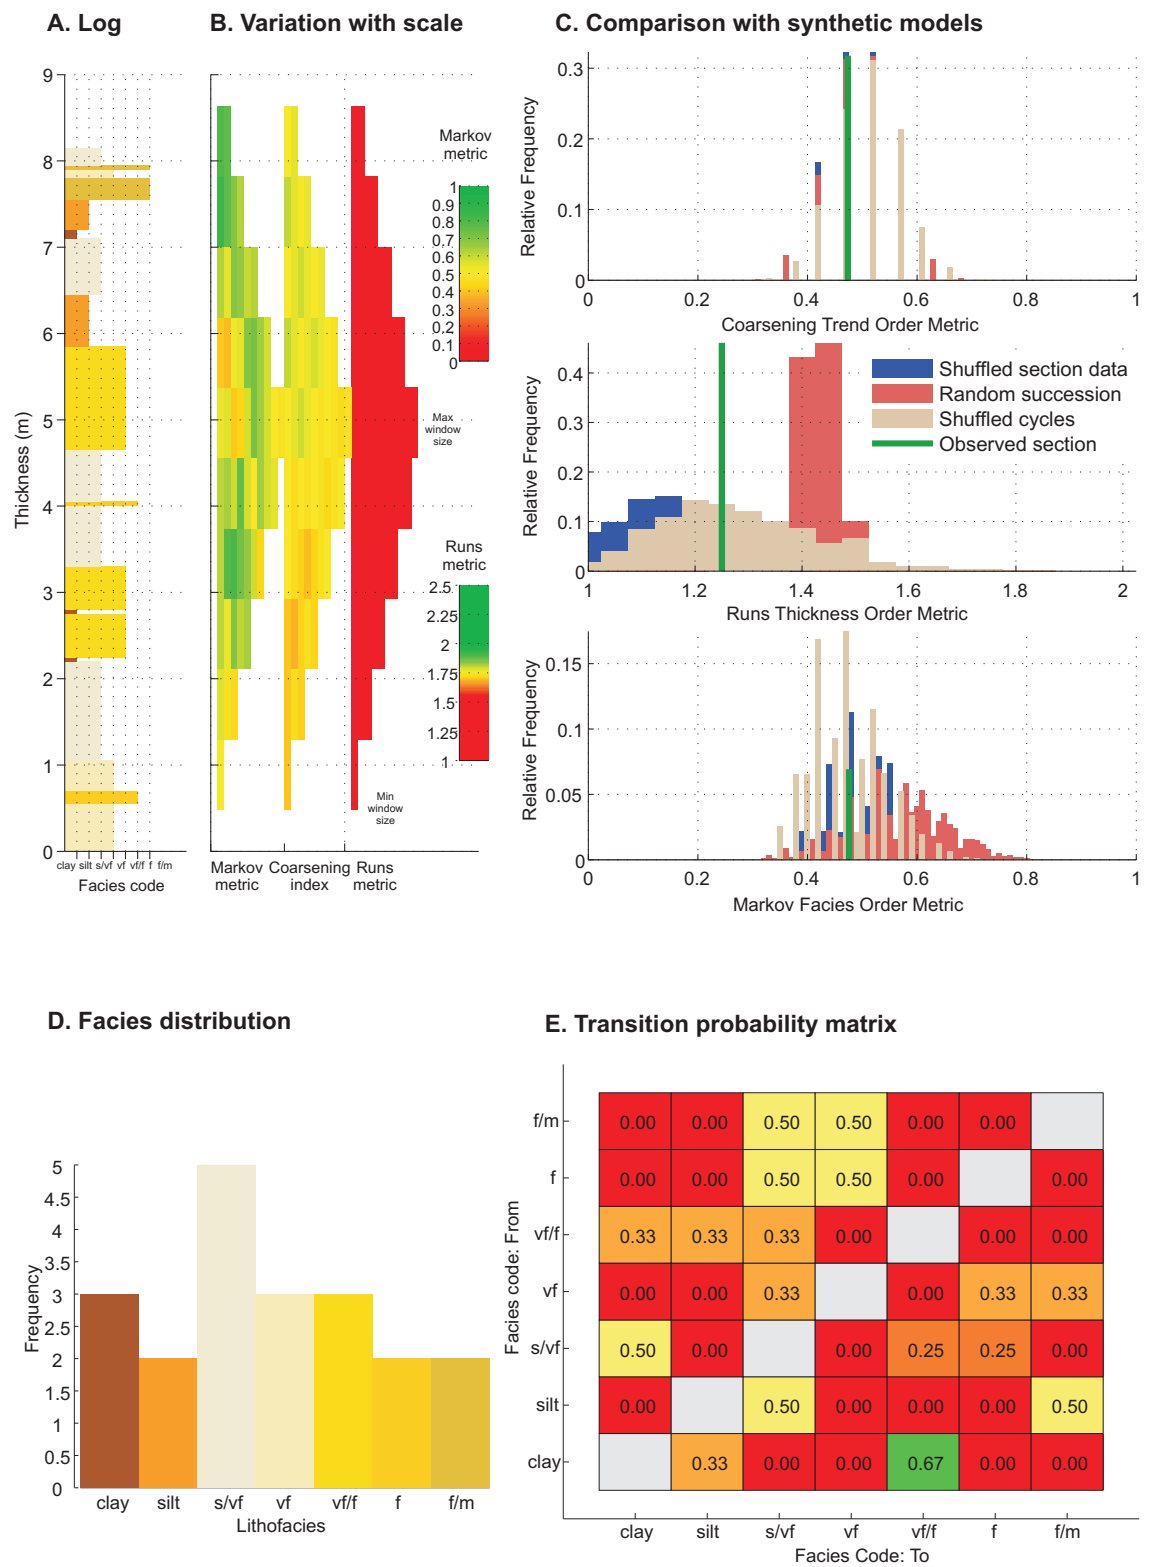 A. Log
B. Variation with scale
C. Comparison with synthetic models
Thickness (m)
9
8
7
6
5
4
3
2
1
0
clay silt s/vf vf vf/f f f/m
Facies code
Markov
metric
1
0.9
0.8
0.7
0.6
0.5
0.4
0.3
0.2
0.1
0
Max
window
size
Runs
metric
2.5
2.25
2
1.75
1.5
1.25
1
Min
window
size
Markov
metric
Coarsening
index
Runs
metric
Relative Frequency
0.3
0.2
0.1
0
0 0.2 0.4 0.6 0.8 1
Coarsening Trend Order Metric
Relative Frequency
0.4
0.3
0.2
0.1
0
Shuffled section data
Random succession
Shuffled cycles
Observed section
1 1.2 1.4 1.6 1.8 2
Runs Thickness Order Metric
Relative Frequency
0.15
0.1
0.05
0
0 0.2 0.4 0.6 0.8 1
Markov Facies Order Metric
D. Facies distribution
Frequency
5
4.5
4
3.5
3
2.5
2
1.5
1
0.5
0
clay silt s/vf vf vf/f f f/m
Lithofacies
E. Transition probability matrix
Facies code: From
f/m 0.00 0.00 0.50 0.50 0.00 0.00
f 0.00 0.00 0.50 0.50 0.00 0.00
vf/f 0.33 0.33 0.33 0.00 0.00 0.00
vf 0.00 0.00 0.33 0.00 0.33 0.33
s/vf 0.50 0.00 0.00 0.25 0.25 0.00
silt 0.00 0.50 0.00 0.00 0.00 0.50
clay 0.33 0.00 0.00 0.67 0.00 0.00
clay silt s/vf vf vf/f f f/m
Facies Code: To